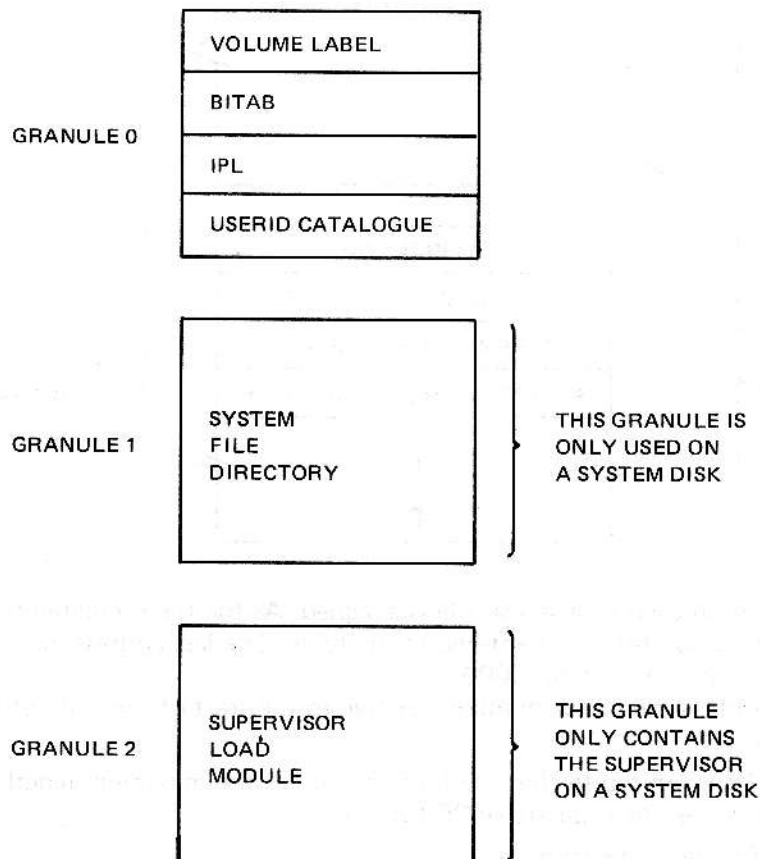 VOLUME LABEL
BITAB
GRANULE 0
IPL
USERID CATALOGUE
GRANULE 1
SYSTEM
FILE
DIRECTORY
THIS GRANULE IS
ONLY USED ON
A SYSTEM DISK
GRANULE 2
SUPERVISOR
LOAD
MODULE
THIS GRANULE
ONLY CONTAINS
THE SUPERVISOR
ON A SYSTEM DISK